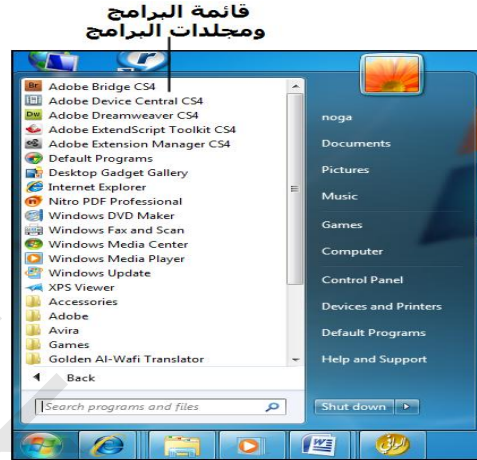 قائمة البرامج
ومجلدات البرامج
Adobe Bridge CS4
Adobe Device Central CS4
Adobe Dreamweaver CS4
Adobe ExtendScript Toolkit CS4
Adobe Extension Manager CS4
Default Programs
Desktop Gadget Gallery
Internet Explorer
Nitro PDF Professional
Windows DVD Maker
Windows Fax and Scan
Windows Media Center
Windows Media Player
Windows Update
XPS Viewer
Accessories
Adobe
Avira
Games
Golden Al-Wafi Translator
Back
Search programs and files
noga
Documents
Pictures
Music
Games
Computer
Control Panel
Devices and Printers
Default Programs
Help and Support
Shut down
الوافي